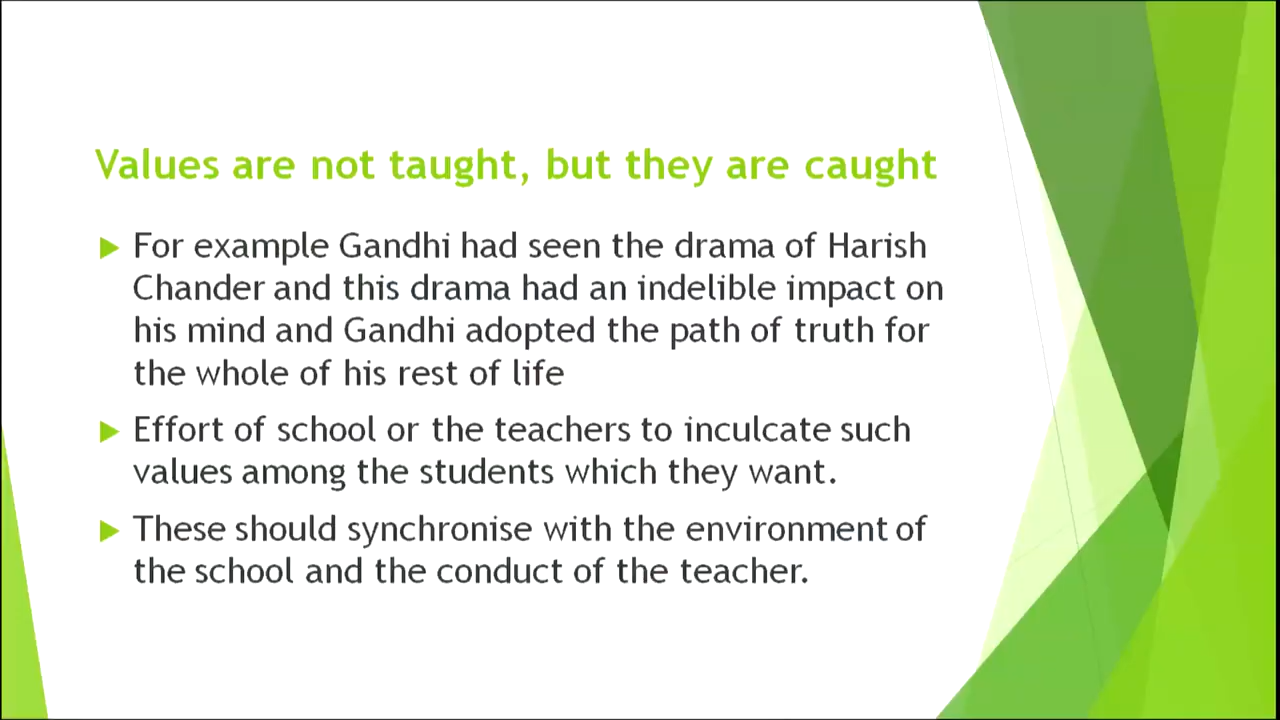 Values are not taught, but they are caught
For example Gandhi had seen the drama of Harish
Chander and this drama had an indelible impact on
his mind and Gandhi adopted the path of truth for
the whole of his rest of life
Effort of school or the teachers to inculcate such
values among the students which they want.
These should synchronise with the environment of
the school and the conduct of the teacher.